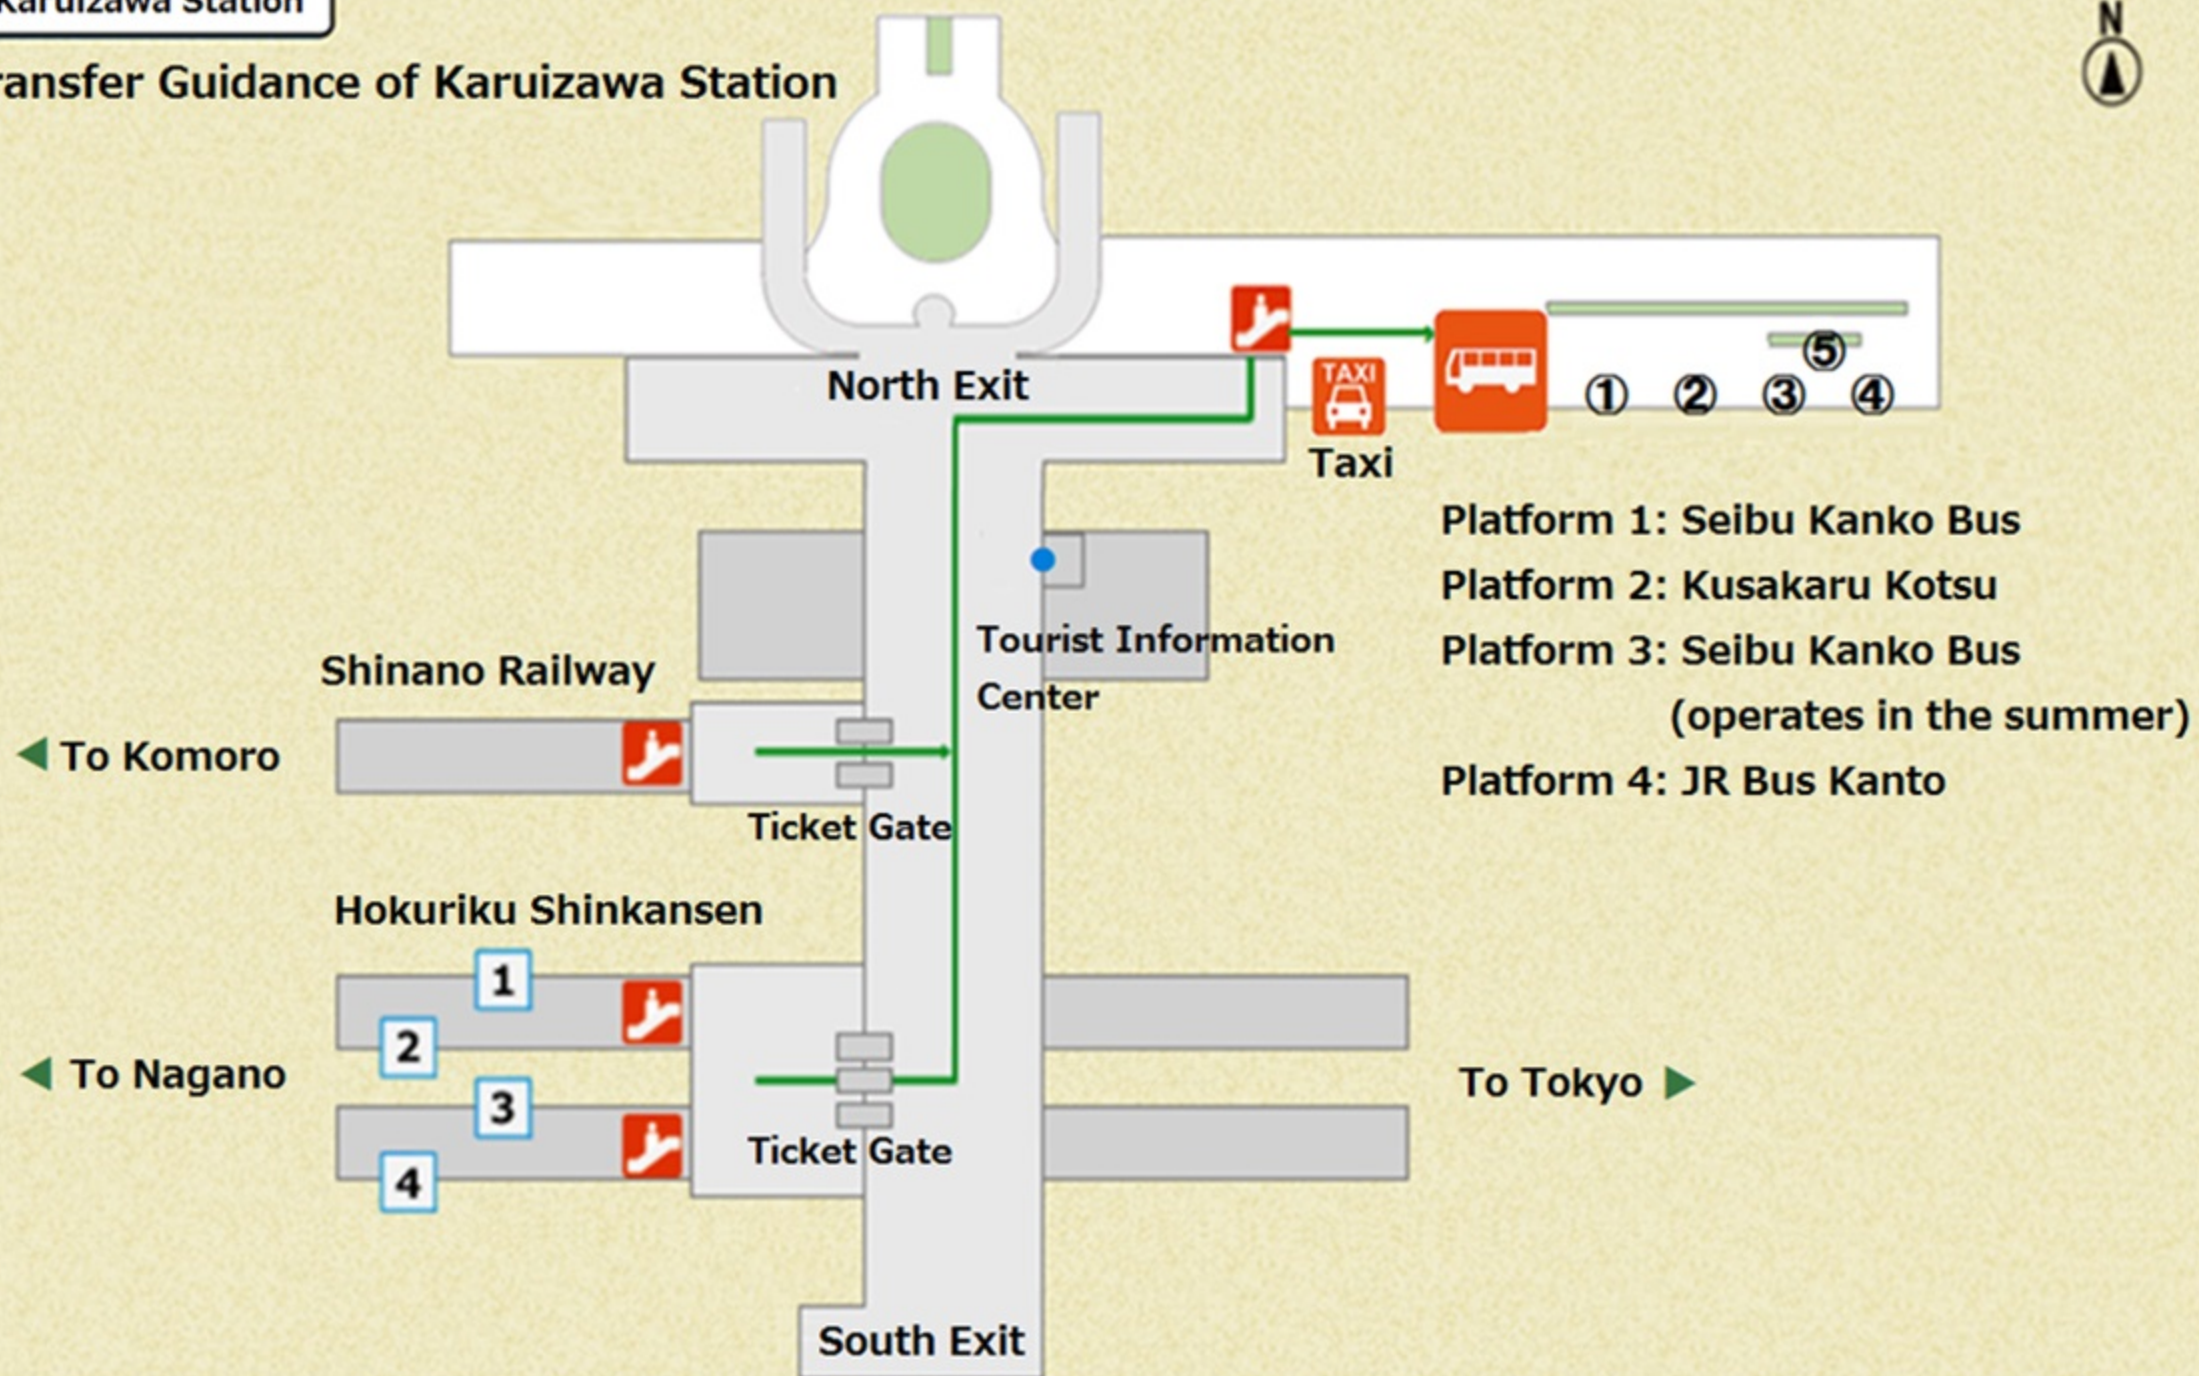 Karuizawa Station
ransfer Guidance of Karuizawa Station
N
North Exit
TAXI
Taxi
⑤
① ② ③ ④
Platform 1: Seibu Kanko Bus
Platform 2: Kusakaru Kotsu
Platform 3: Seibu Kanko Bus
(operates in the summer)
Platform 4: JR Bus Kanto
Tourist Information
Center
Shinano Railway
To Komoro
Ticket Gate
Hokuriku Shinkansen
1
2
3
4
To Nagano
To Tokyo
Ticket Gate
South Exit